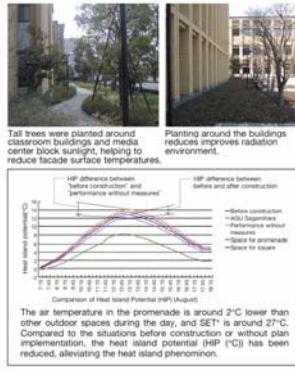 Tall trees were planted around
classroom buildings and media
center block sunlight, helping to
reduce facade surface temperatures.
Planting around the buildings
reduces improves radiation
environment.
HIP difference between
"before construction" and
"performance without measures"
HIP difference between
before and after construction
Heat island potential(°C)
Before construction
AGU Sagamihara
Performance without
measures
Space for promenade
Space for square
Comparison of Heat Island Potential (HIP) (August)
The air temperature in the promenade is around 2°C lower than
other outdoor spaces during the day, and SET* is around 27°C.
Compared to the situations before construction or without plan
implementation, the heat island potential (HIP (°C)) has been
reduced, alleviating the heat island phenominon.